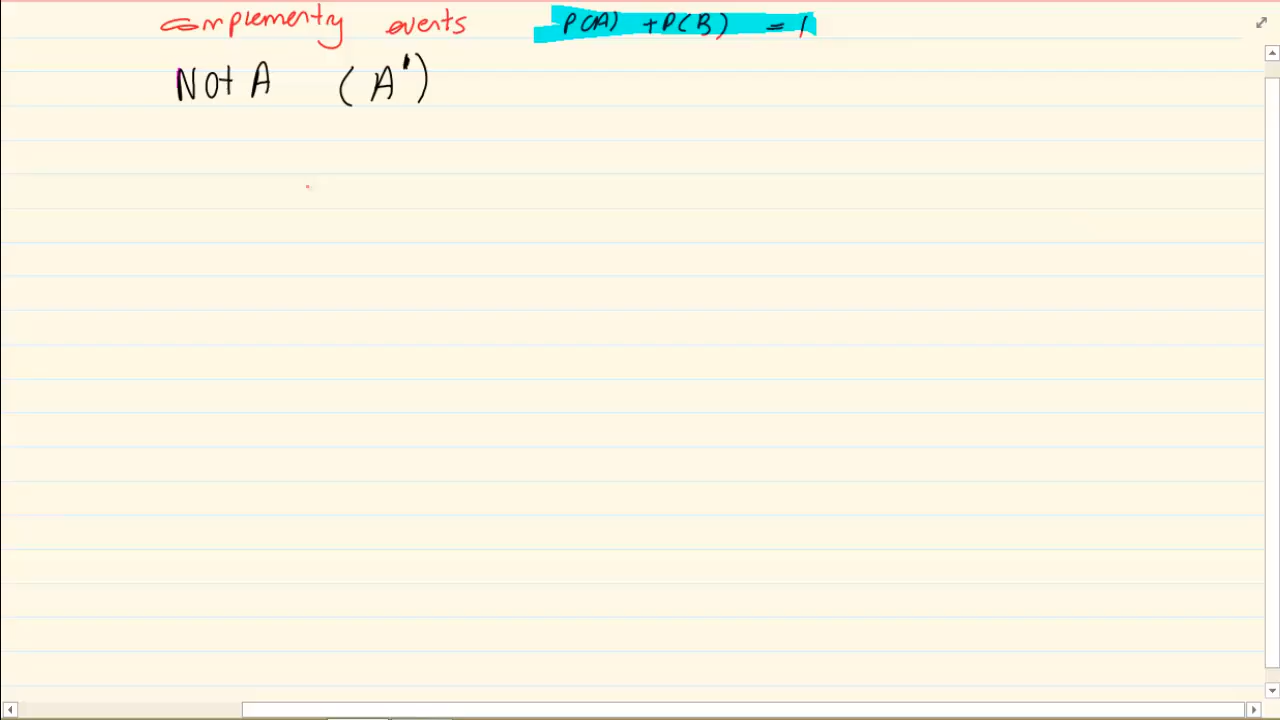 complementry events P(A) + P(B) = 1
Not A (A')